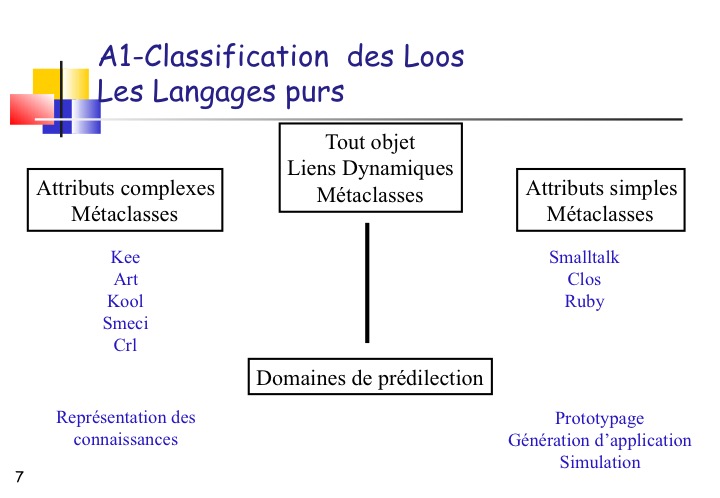 A1-Classification des Loos
Les Langages purs
Tout objet
Liens Dynamiques
Métaclasses
Attributs complexes
Métaclasses
Attributs simples
Métaclasses
Kee
Art
Kool
Smeci
Crl
Smalltalk
Clos
Ruby
Domaines de prédilection
Représentation des
connaissances
Prototypage
Génération d’application
Simulation
7